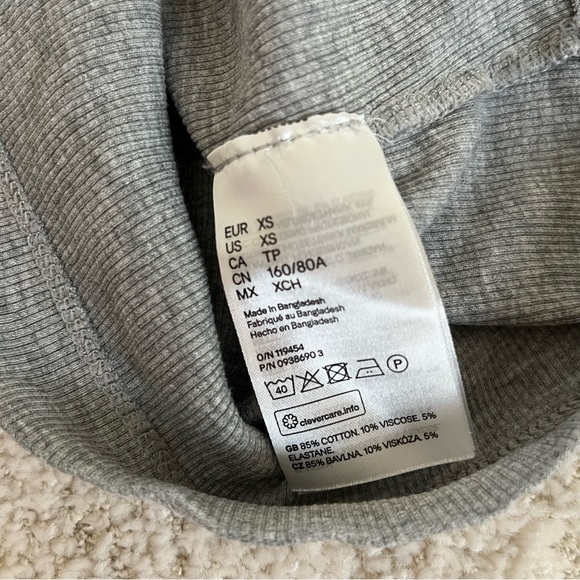 EUR XS
US XS
CA TP
CN 160/80A
MX XCH
Made in Bangladesh
Fabriqué au Bangladesh
Hecho en Bangladesh
O/N 119454
P/N 0938690 3
40 P
clevercare.info
GB 85% COTTON. 10% VISCOSE. 5%
ELASTANE.
CZ 85% BAVLNA. 10% VISKÓZA. 5%